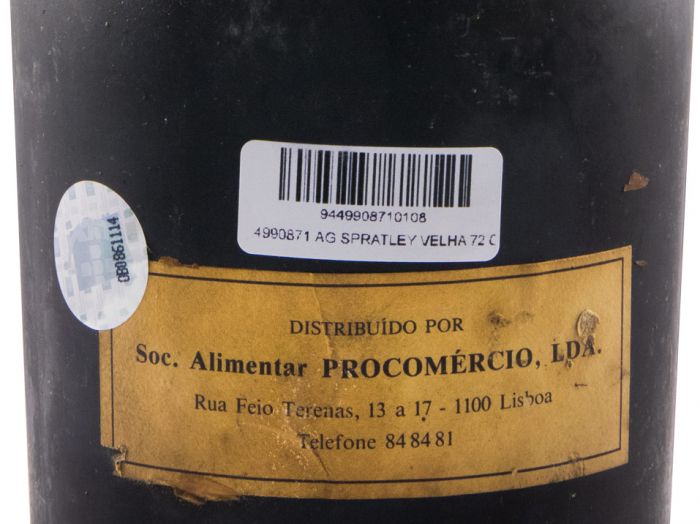 9449908710108
4990871 AG SPRATLEY VELHA 72 C
0B0861114
DISTRIBUÍDO POR
Soc. Alimentar PROCOMÉRCIO, LDA.
Rua Feio Terenas, 13 a 17 - 1100 Lisboa
Telefone 84 84 81